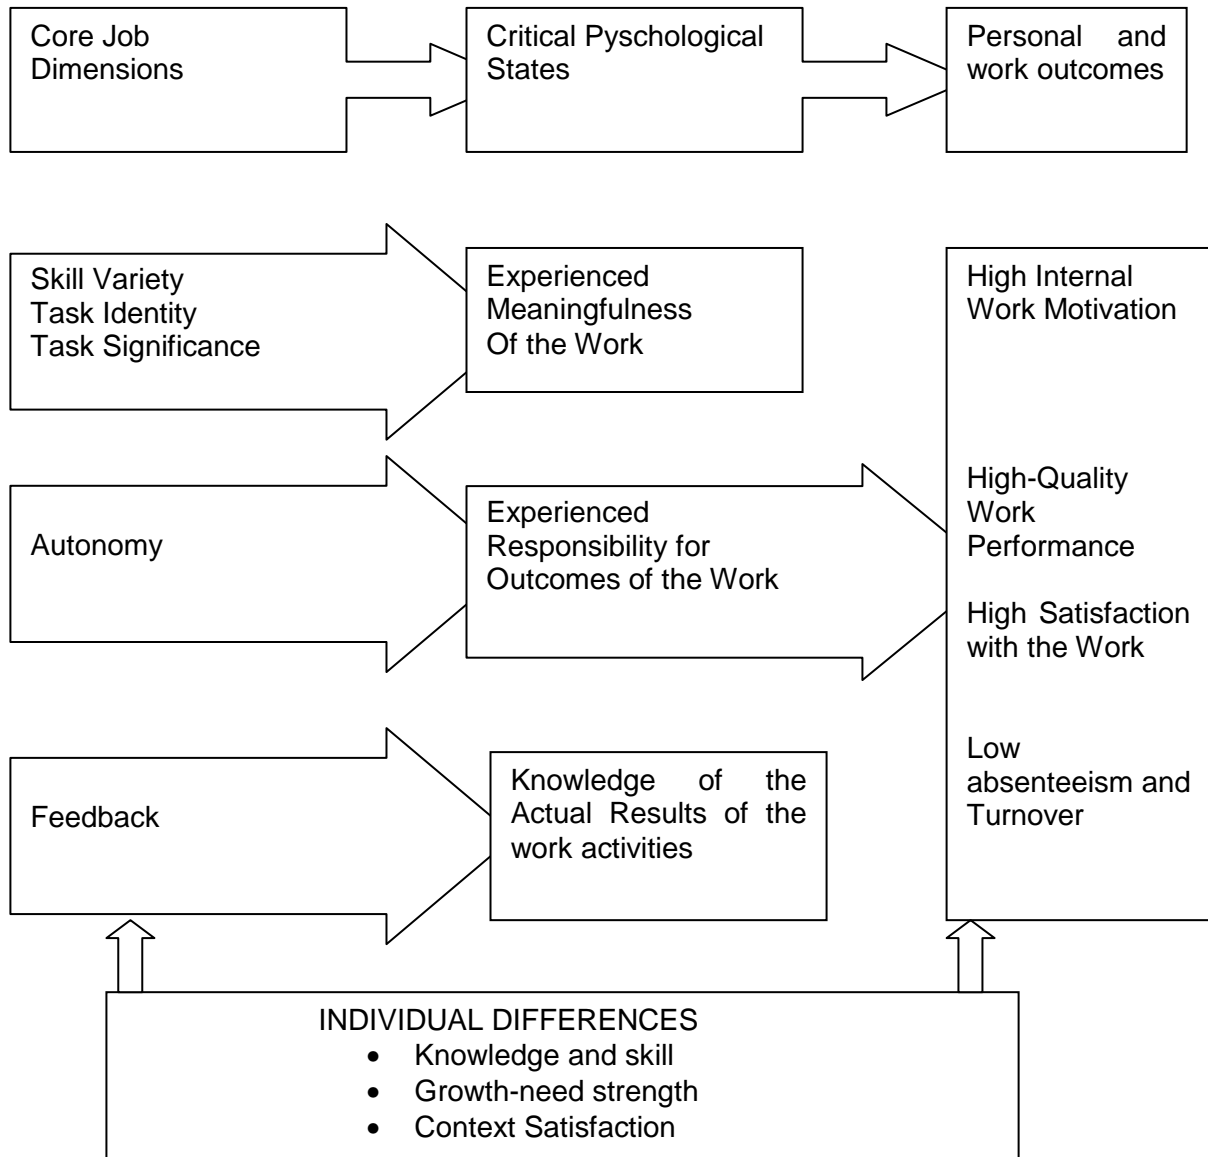 Core Job
Dimensions
Critical Pyschological
States
Personal and
work outcomes
Skill Variety
Task Identity
Task Significance
Experienced
Meaningfulness
Of the Work
High Internal
Work Motivation
Autonomy
Experienced
Responsibility for
Outcomes of the Work
High-Quality
Work
Performance
High Satisfaction
with the Work
Feedback
Knowledge of the
Actual Results of the
work activities
Low
absenteeism and
Turnover
INDIVIDUAL DIFFERENCES
• Knowledge and skill
• Growth-need strength
• Context Satisfaction